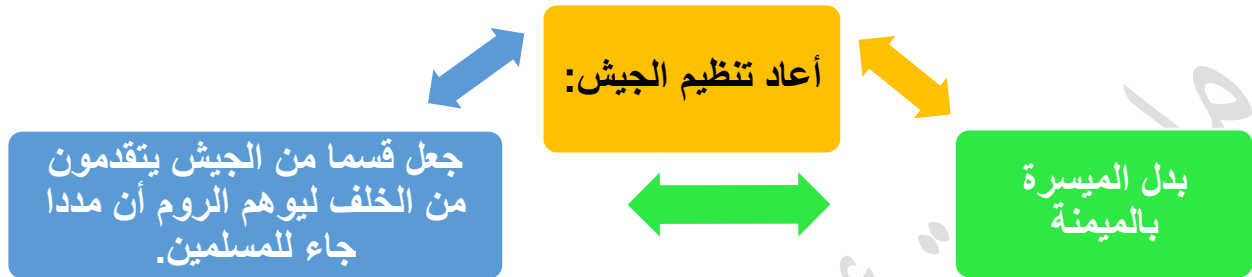 أعاد تنظيم الجيش:
بدل الميسرة
بالميمنة
جعل قسما من الجيش يتقدمون
من الخلف ليوهم الروم أن مددا
جاء للمسلمين.